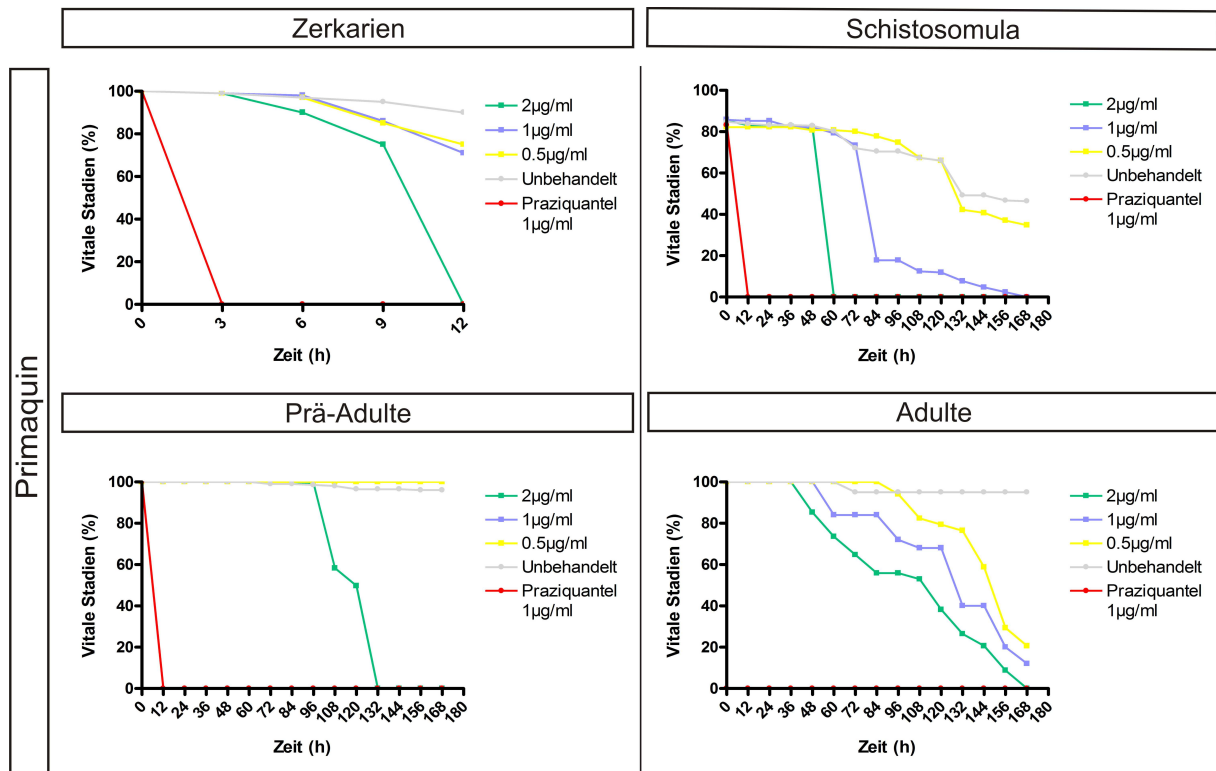 Zerkarien
Schistosomula
Primaquin
Vitale Stadien (%)
100
80
60
40
20
0
0
3
6
9
12
Zeit (h)
2µg/ml
1µg/ml
0.5µg/ml
Unbehandelt
Praziquantel
1µg/ml
Vitale Stadien (%)
100
80
60
40
20
0
0
12
24
36
48
60
72
84
96
108
120
132
144
156
168
180
Zeit (h)
2µg/ml
1µg/ml
0.5µg/ml
Unbehandelt
Praziquantel
1µg/ml
Prä-Adulte
Adulte
Vitale Stadien (%)
100
80
60
40
20
0
0
12
24
36
48
60
72
84
96
108
120
132
144
156
168
180
Zeit (h)
2µg/ml
1µg/ml
0.5µg/ml
Unbehandelt
Praziquantel
1µg/ml
Vitale Stadien (%)
100
80
60
40
20
0
0
12
24
36
48
60
72
84
96
108
120
132
144
156
168
180
Zeit (h)
2µg/ml
1µg/ml
0.5µg/ml
Unbehandelt
Praziquantel
1µg/ml